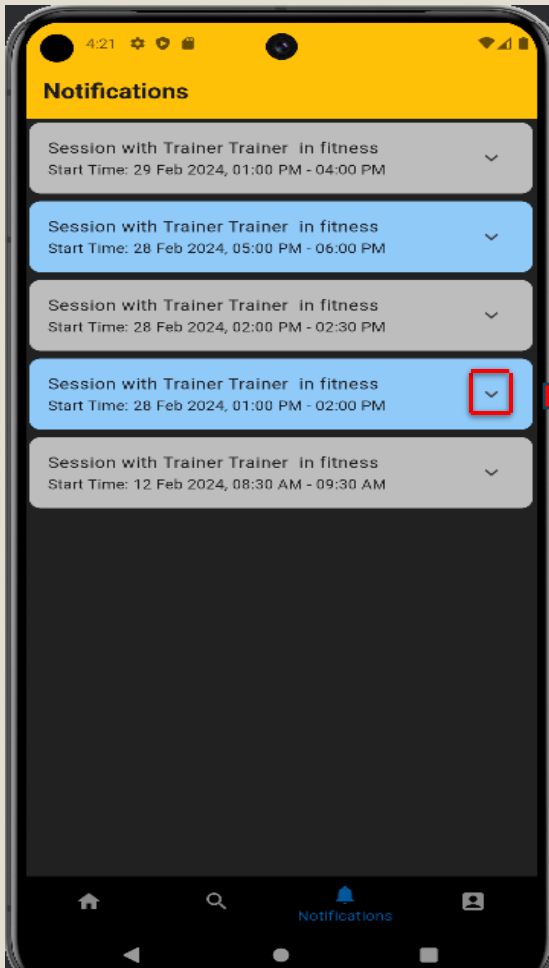 4:21
Notifications
Session with Trainer Trainer in fitness
Start Time: 29 Feb 2024, 01:00 PM - 04:00 PM
Session with Trainer Trainer in fitness
Start Time: 28 Feb 2024, 05:00 PM - 06:00 PM
Session with Trainer Trainer in fitness
Start Time: 28 Feb 2024, 02:00 PM - 02:30 PM
Session with Trainer Trainer in fitness
Start Time: 28 Feb 2024, 01:00 PM - 02:00 PM
Session with Trainer Trainer in fitness
Start Time: 12 Feb 2024, 08:30 AM - 09:30 AM
Notifications